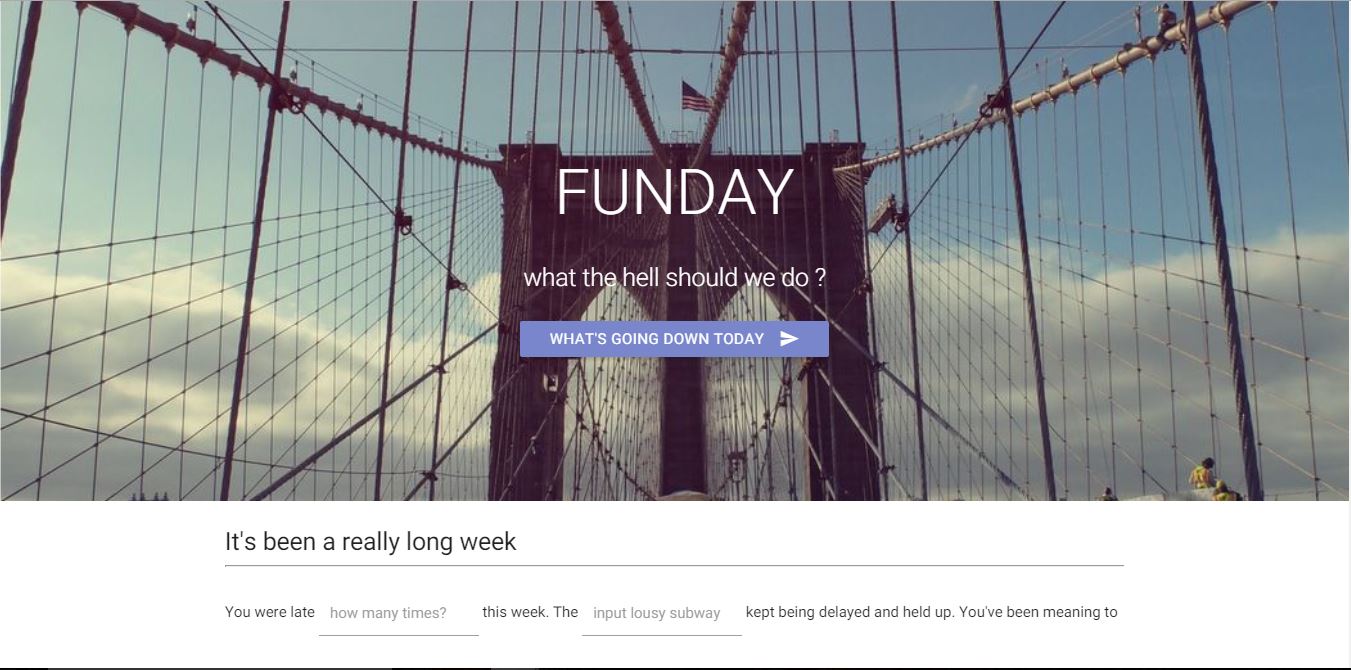 FUNDAY
what the hell should we do ?
WHAT'S GOING DOWN TODAY
It's been a really long week
You were late how many times? this week. The input lousy subway kept being delayed and held up. You've been meaning to